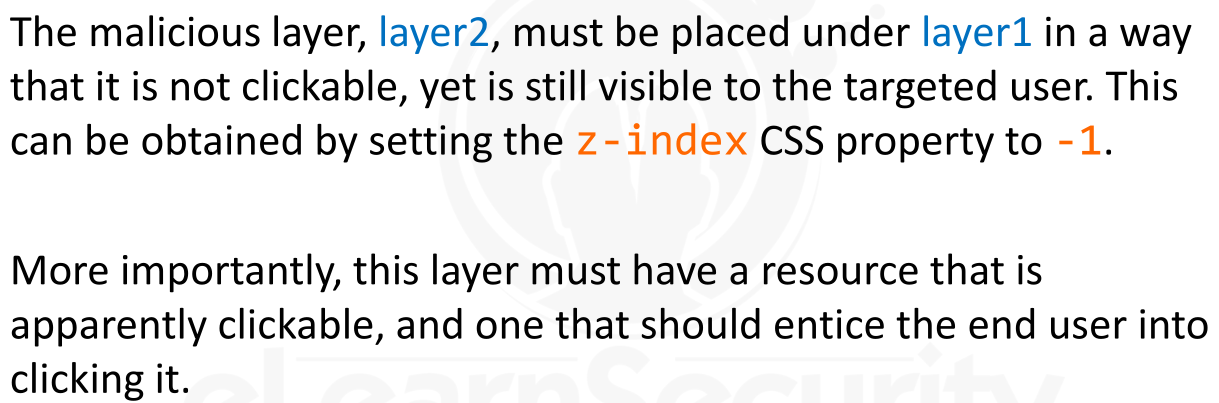 The malicious layer, layer2, must be placed under layer1 in a way
that it is not clickable, yet is still visible to the targeted user. This
can be obtained by setting the z-index CSS property to -1.
More importantly, this layer must have a resource that is
apparently clickable, and one that should entice the end user into
clicking it.
eLearnSecurity